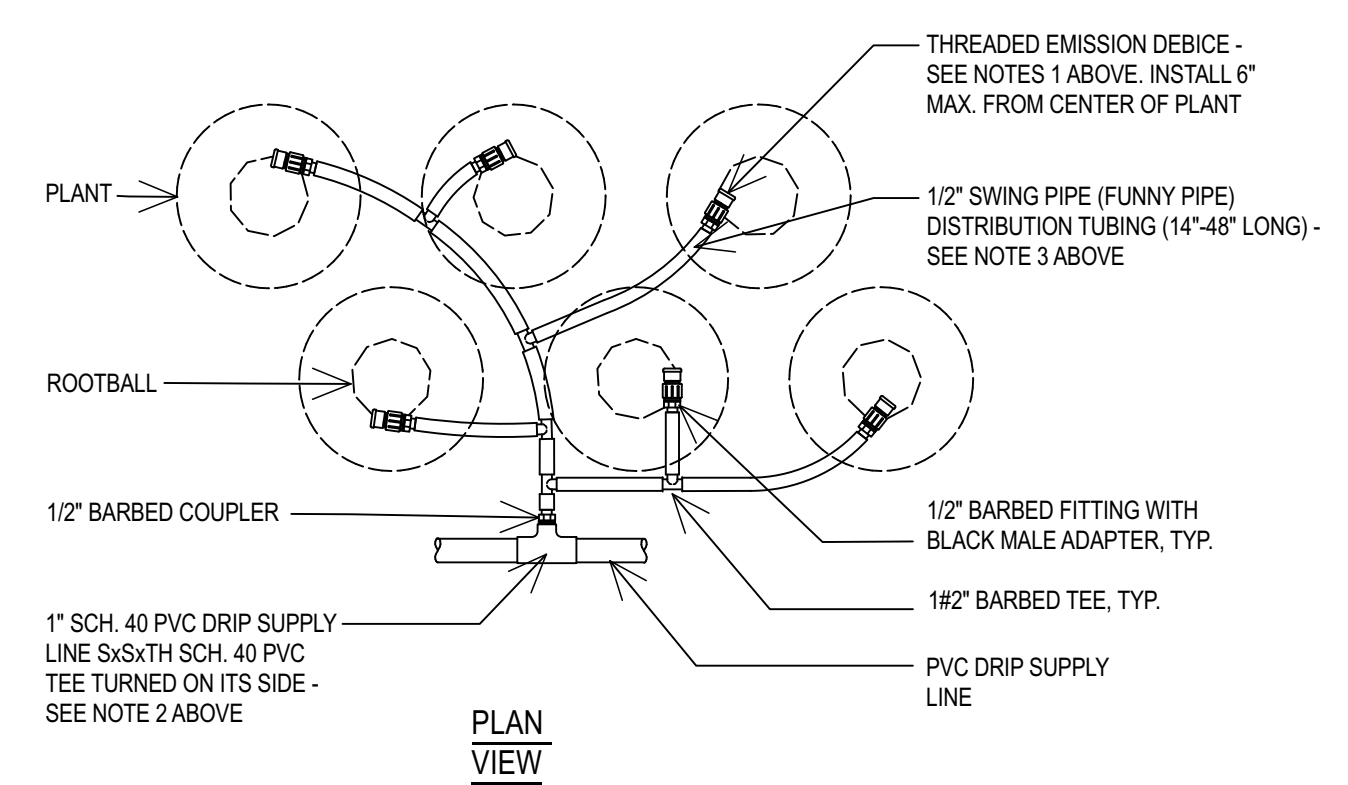 THREADED EMISSION DEBICE -
SEE NOTES 1 ABOVE. INSTALL 6"
MAX. FROM CENTER OF PLANT
PLANT
1/2" SWING PIPE (FUNNY PIPE)
DISTRIBUTION TUBING (14"-48" LONG) -
SEE NOTE 3 ABOVE
ROOTBALL
1/2" BARBED COUPLER
1/2" BARBED FITTING WITH
BLACK MALE ADAPTER, TYP.
1#2" BARBED TEE, TYP.
1" SCH. 40 PVC DRIP SUPPLY
LINE SxSxTH SCH. 40 PVC
TEE TURNED ON ITS SIDE -
SEE NOTE 2 ABOVE
PVC DRIP SUPPLY
LINE
PLAN
VIEW